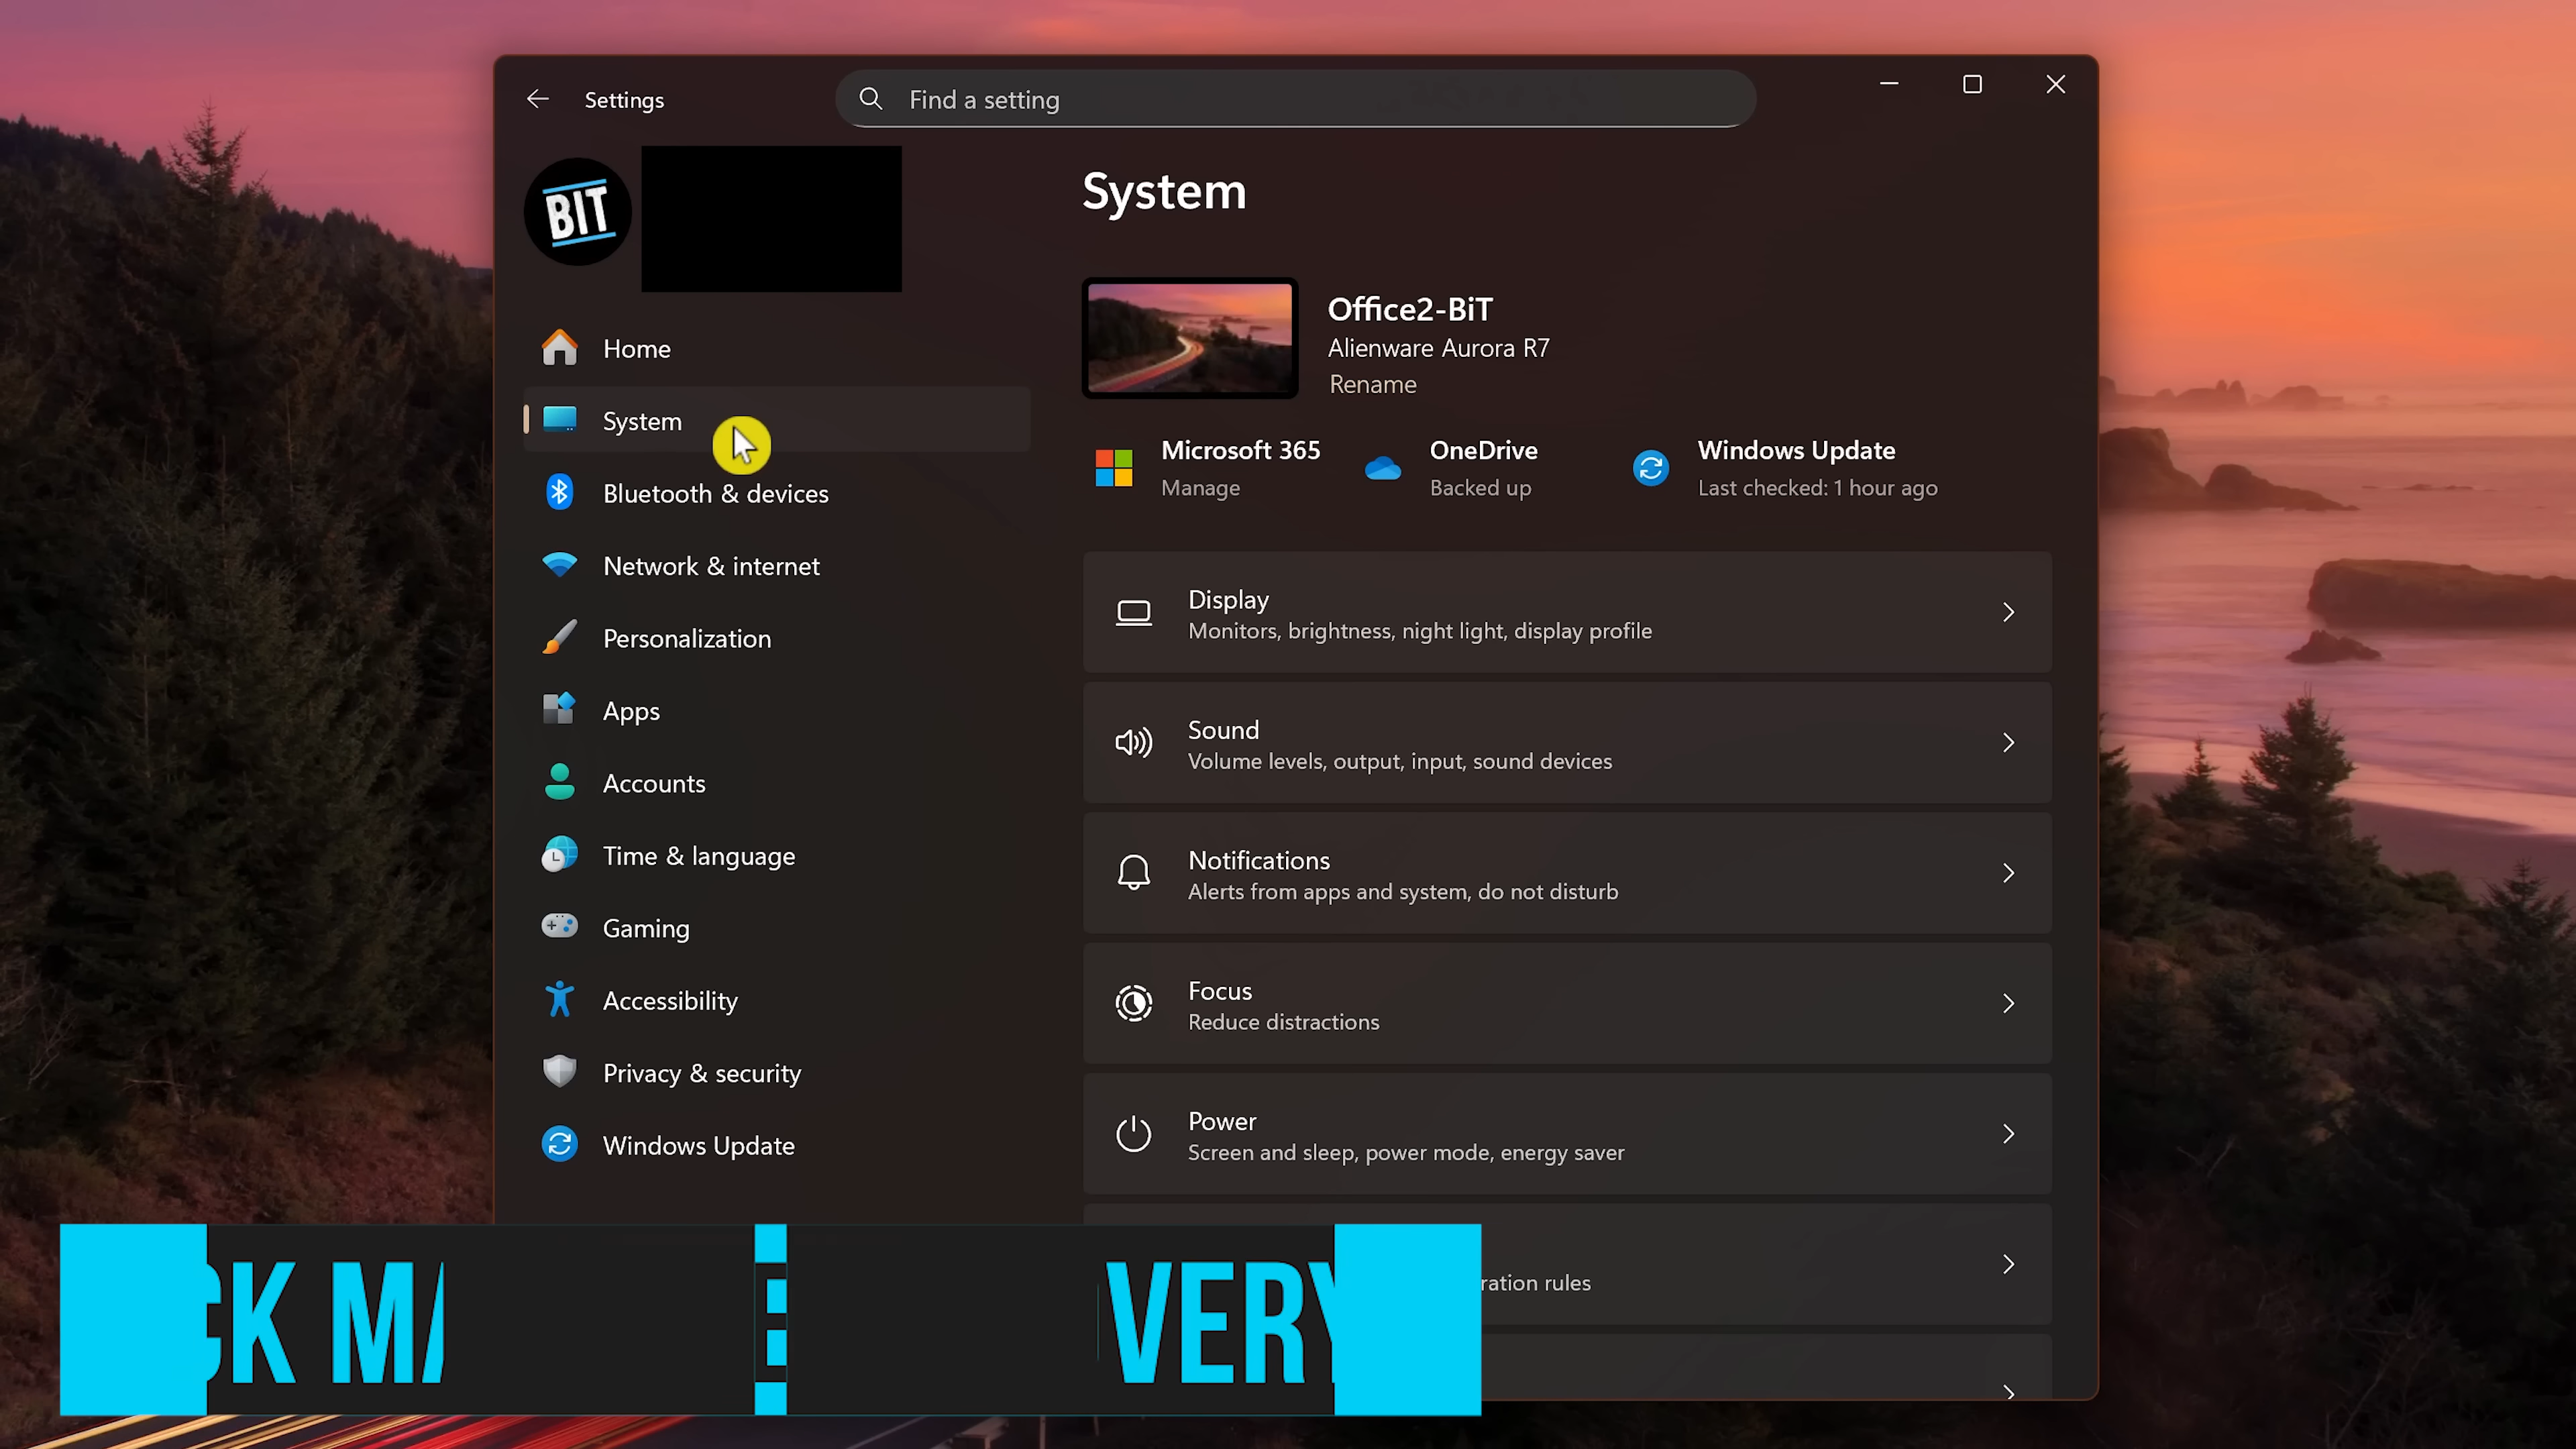 Settings
Find a setting
BIT
System
Office2-BiT
Alienware Aurora R7
Rename
Microsoft 365
Manage
OneDrive
Backed up
Windows Update
Last checked: 1 hour ago
Home
System
Bluetooth & devices
Network & internet
Personalization
Apps
Accounts
Time & language
Gaming
Accessibility
Privacy & security
Windows Update
Display
Monitors, brightness, night light, display profile
Sound
Volume levels, output, input, sound devices
Notifications
Alerts from apps and system, do not disturb
Focus
Reduce distractions
Power
Screen and sleep, power mode, energy saver
rules